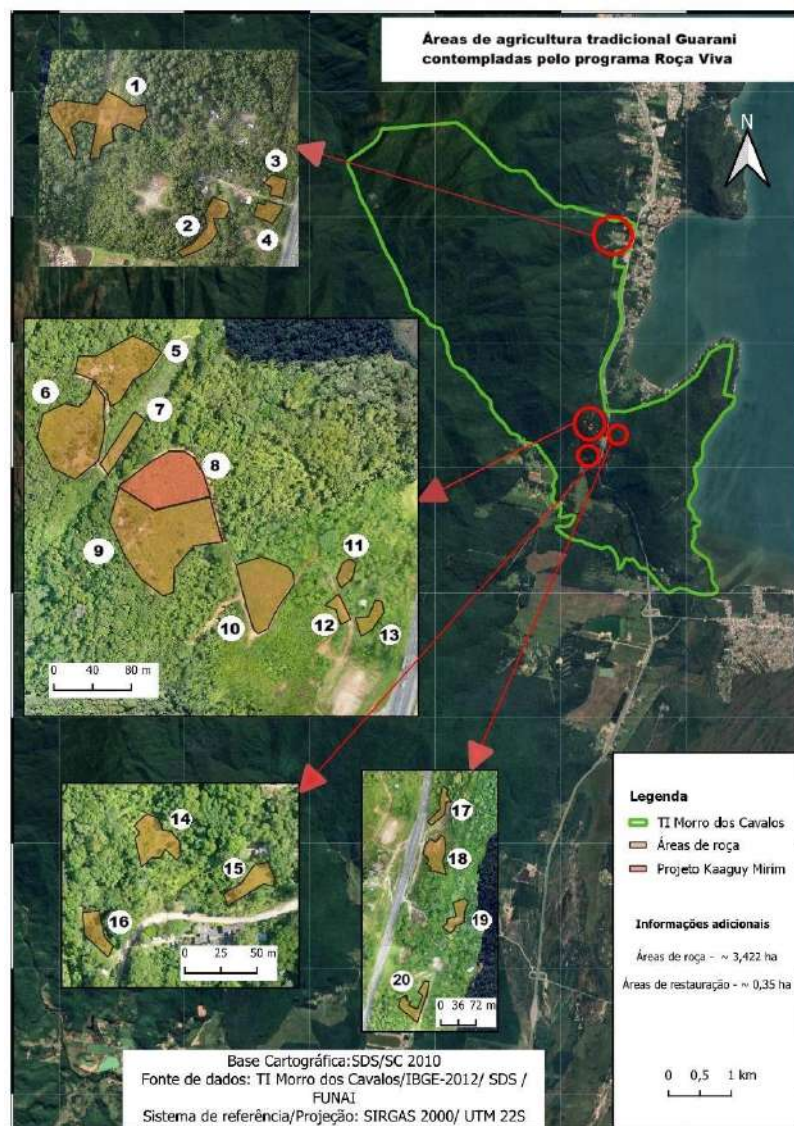 Áreas de agricultura tradicional Guarani
contempladas pelo programa Roça Viva
1
2
3
4
N
5
6
7
8
9
10
11
12
13
0 40 80 m
14
15
16
0 25 50 m
17
18
19
20
0 36 72 m
Legenda
TI Morro dos Cavalos
Áreas de roça
Projeto Kaaguy Mirim
Informações adicionais
Áreas de roça - ~ 3,422 ha
Áreas de restauração - ~ 0,35 ha
0 0,5 1 km
Base Cartográfica:SDS/SC 2010
Fonte de dados: TI Morro dos Cavalos/IBGE-2012/ SDS /
FUNAI
Sistema de referência/Projeção: SIRGAS 2000/ UTM 22S